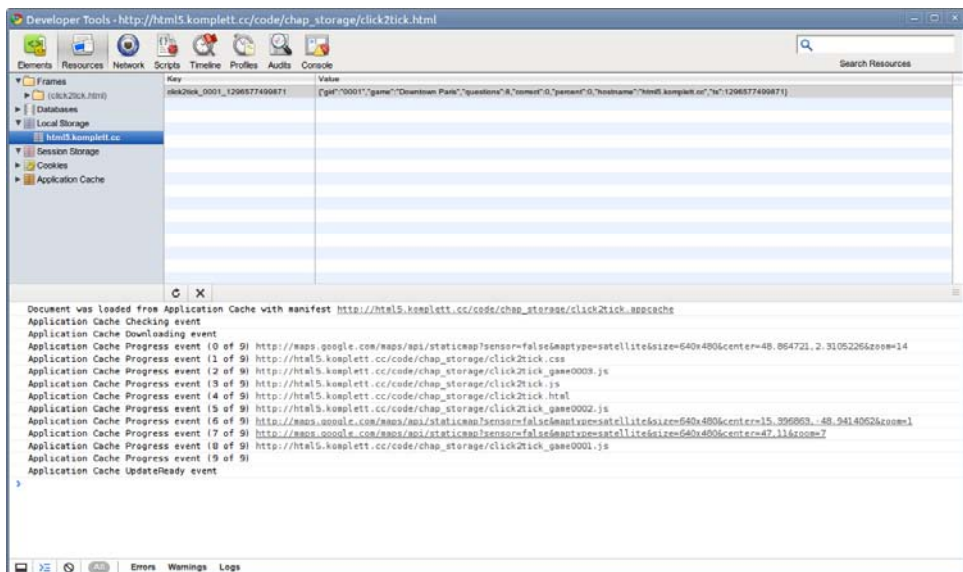 Developer Tools - http://html5.komplett.cc/code/chap_storage/click2tick.html
Elements Resources Network Scripts Timeline Profiles Audits Console
Search Resources
Frames
(click2tick.html)
Databases
Local Storage
html5.komplett.cc
Session Storage
Cookies
Application Cache
Key Value
click2tick_0001_1296577499871 {"gid":"0001","game":"Downtown Paris","questions":8,"correct":0,"percent":0,"hostname":"html5.komplett.cc","ts":1296577499871}
Document was loaded from Application Cache with manifest http://html5.komplett.cc/code/chap_storage/click2tick.appcache
Application Cache Checking event
Application Cache Downloading event
Application Cache Progress event (0 of 9) http://maps.google.com/maps/api/staticmap?sensor=false&maptype=satellite&size=640x480&center=48.864721,2.3105226&zoom=14
Application Cache Progress event (1 of 9) http://html5.komplett.cc/code/chap_storage/click2tick.css
Application Cache Progress event (2 of 9) http://html5.komplett.cc/code/chap_storage/click2tick_game0003.js
Application Cache Progress event (3 of 9) http://html5.komplett.cc/code/chap_storage/click2tick.js
Application Cache Progress event (4 of 9) http://html5.komplett.cc/code/chap_storage/click2tick.html
Application Cache Progress event (5 of 9) http://html5.komplett.cc/code/chap_storage/click2tick_game0002.js
Application Cache Progress event (6 of 9) http://maps.google.com/maps/api/staticmap?sensor=false&maptype=satellite&size=640x480&center=15.996863,-48.9414062&zoom=1
Application Cache Progress event (7 of 9) http://maps.google.com/maps/api/staticmap?sensor=false&maptype=satellite&size=640x480&center=47,11&zoom=7
Application Cache Progress event (8 of 9) http://html5.komplett.cc/code/chap_storage/click2tick_game0001.js
Application Cache Progress event (9 of 9)
Application Cache UpdateReady event
>
All Errors Warnings Logs